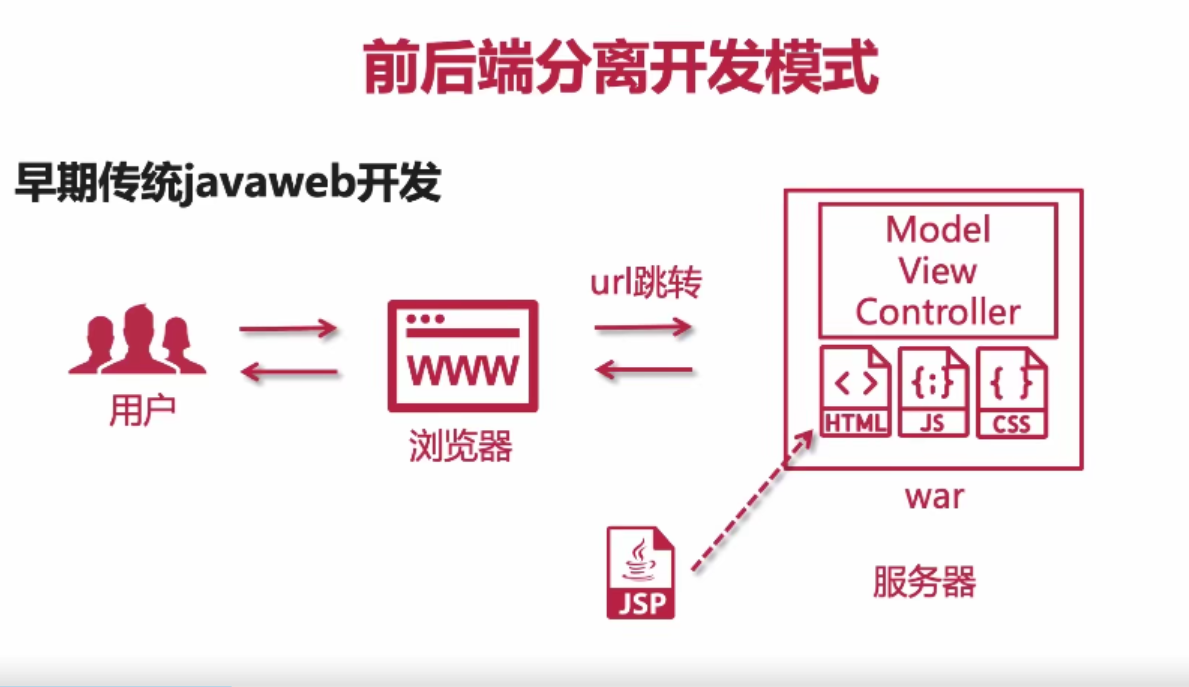 前后端分离开发模式
早期传统javaweb开发
用户
WWW
浏览器
url跳转
Model
View
Controller
< >
{;}
{ }
HTML
JS
CSS
war
JSP
服务器